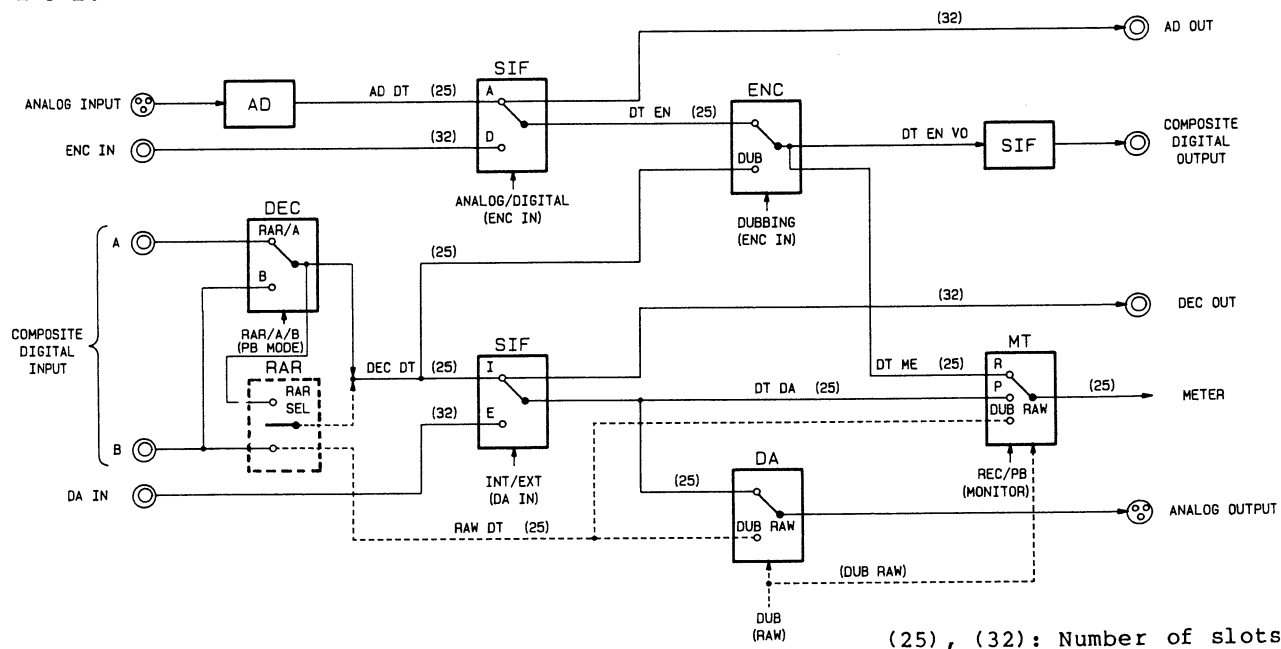 (32)
AD OUT
SIF
ANALOG INPUT
AD
AD DT (25)
A
ENC
DT EN (25)
ENC IN
(32)
D
DT EN VO
SIF
COMPOSITE
DIGITAL
OUTPUT
DUB
ANALOG/DIGITAL
(ENC IN)
DUBBING
(ENC IN)
DEC
RAR/A
A
B
(25)
(32)
DEC OUT
COMPOSITE
DIGITAL
INPUT
RAR/A/B
(PB MODE)
RAR
RAR
SEL
DEC DT (25)
SIF
I
(32)
E
DT DA (25)
DT ME (25)
MT
R
P
DUB RAW
(25)
METER
B
DA IN
INT/EXT
(DA IN)
REC/PB
(MONITOR)
DA
(25)
DUB RAW
ANALOG OUTPUT
RAW DT (25)
(DUB RAW)
DUB
(RAW)
(25), (32): Number of slots